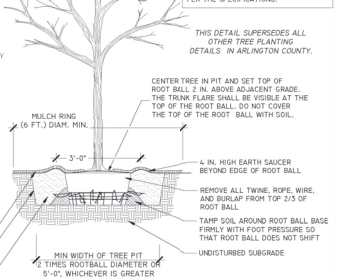 PER THE SPECIFICATIONS.
THIS DETAIL SUPERSEDES ALL
OTHER TREE PLANTING
DETAILS IN ARLINGTON COUNTY.
CENTER TREE IN PIT AND SET TOP OF
ROOT BALL 2 IN. ABOVE ADJACENT GRADE.
THE TRUNK FLARE SHALL BE VISIBLE AT THE
TOP OF THE ROOT BALL. DO NOT COVER
THE TOP OF THE ROOT BALL WITH SOIL.
MULCH RING
(6 FT.) DIAM. MIN.
3'-0"
4 IN. HIGH EARTH SAUCER
BEYOND EDGE OF ROOT BALL
REMOVE ALL TWINE, ROPE, WIRE,
AND BURLAP FROM TOP 2/3 OF
ROOT BALL
TAMP SOIL AROUND ROOT BALL BASE
FIRMLY WITH FOOT PRESSURE SO
THAT ROOT BALL DOES NOT SHIFT
UNDISTURBED SUBGRADE
MIN WIDTH OF TREE PIT
2 TIMES ROOTBALL DIAMETER OR
5'-0", WHICHEVER IS GREATER